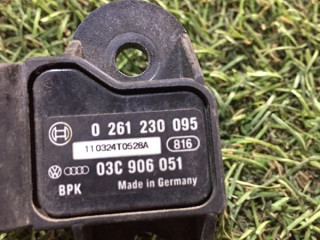 0 261 230 095
110324T0528A 816
03C 906 051
BPK Made in Germany